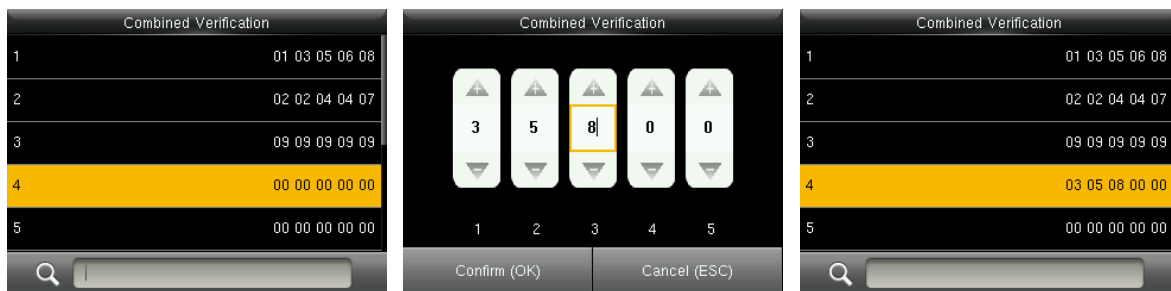 Combined Verification
1 01 03 05 06 08
2 02 02 04 04 07
3 09 09 09 09 09
4 00 00 00 00 00
5 00 00 00 00 00
Combined Verification
3 5 8 0 0
1 2 3 4 5
Confirm (OK) Cancel (ESC)
Combined Verification
1 01 03 05 06 08
2 02 02 04 04 07
3 09 09 09 09 09
4 03 05 08 00 00
5 00 00 00 00 00